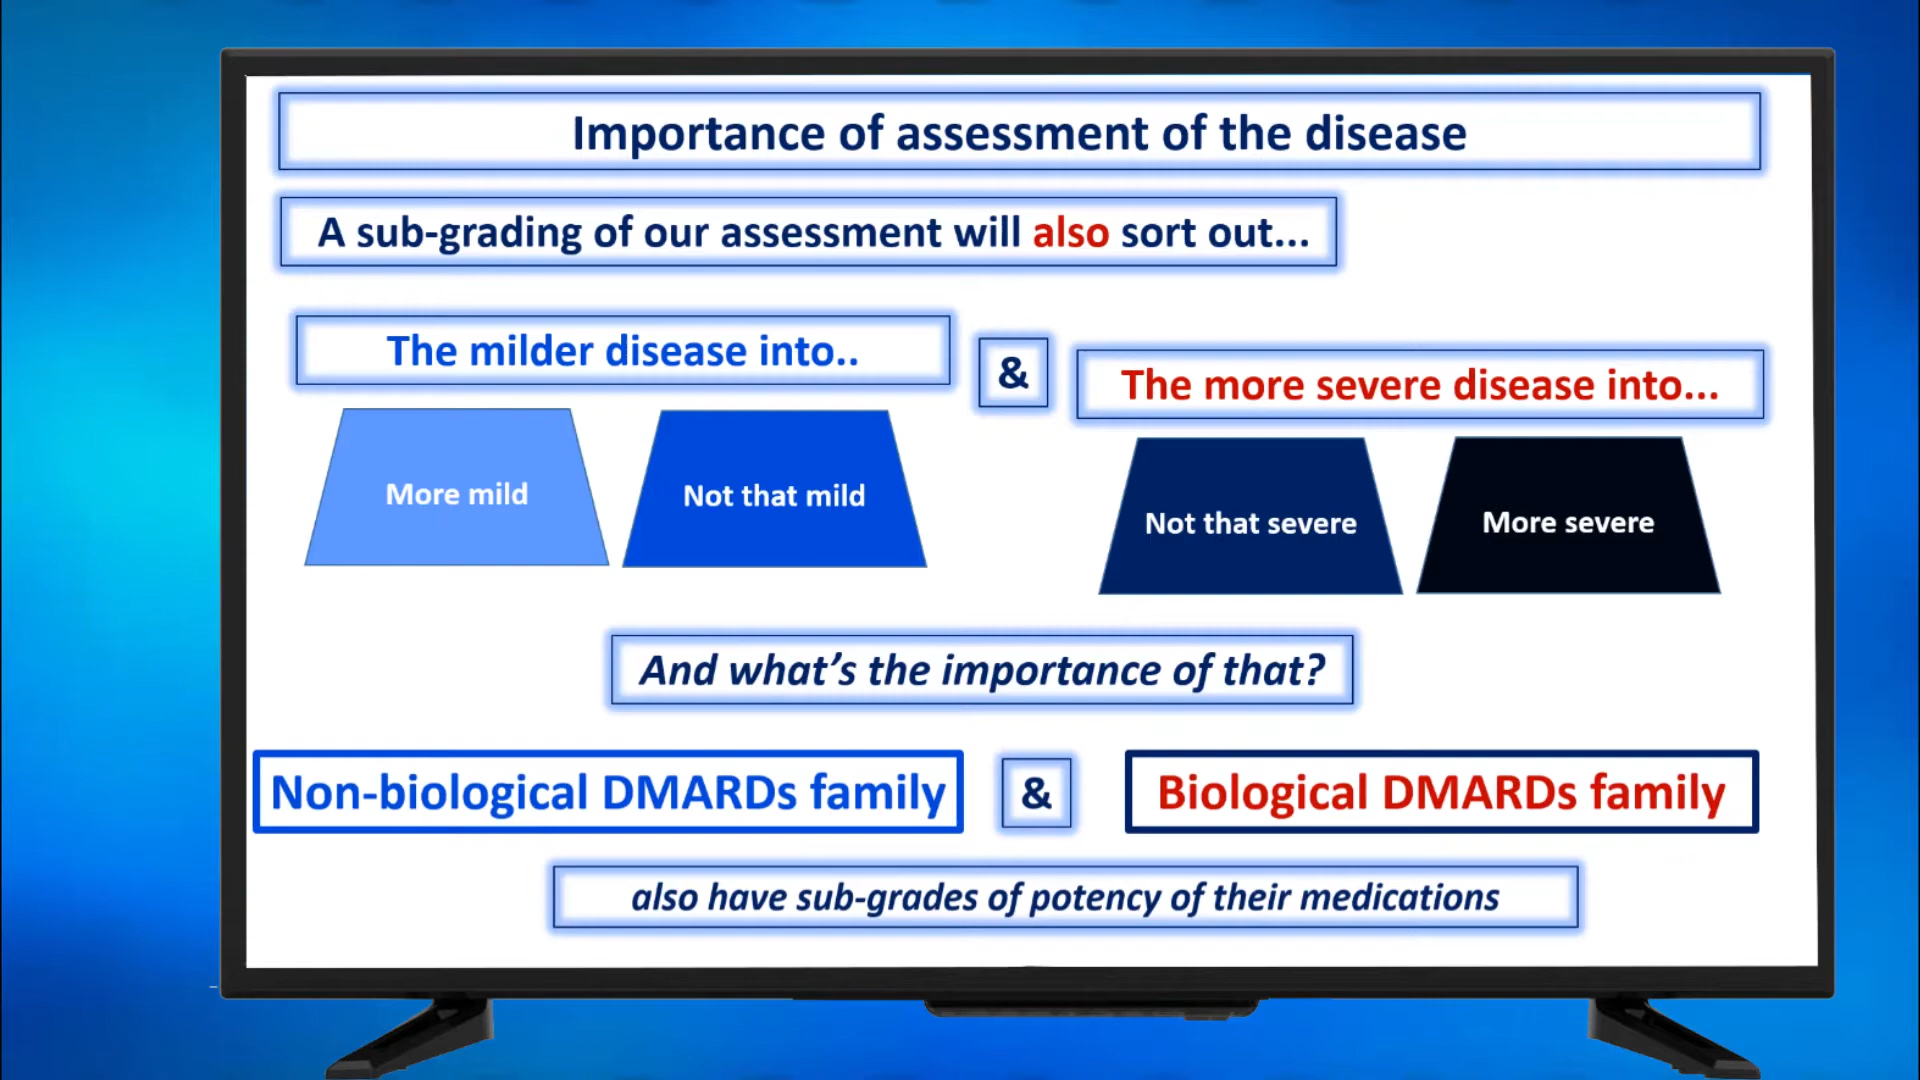 Importance of assessment of the disease
A sub-grading of our assessment will also sort out...
The milder disease into..
&
The more severe disease into...
More mild
Not that mild
Not that severe
More severe
And what’s the importance of that?
Non-biological DMARDs family
&
Biological DMARDs family
also have sub-grades of potency of their medications